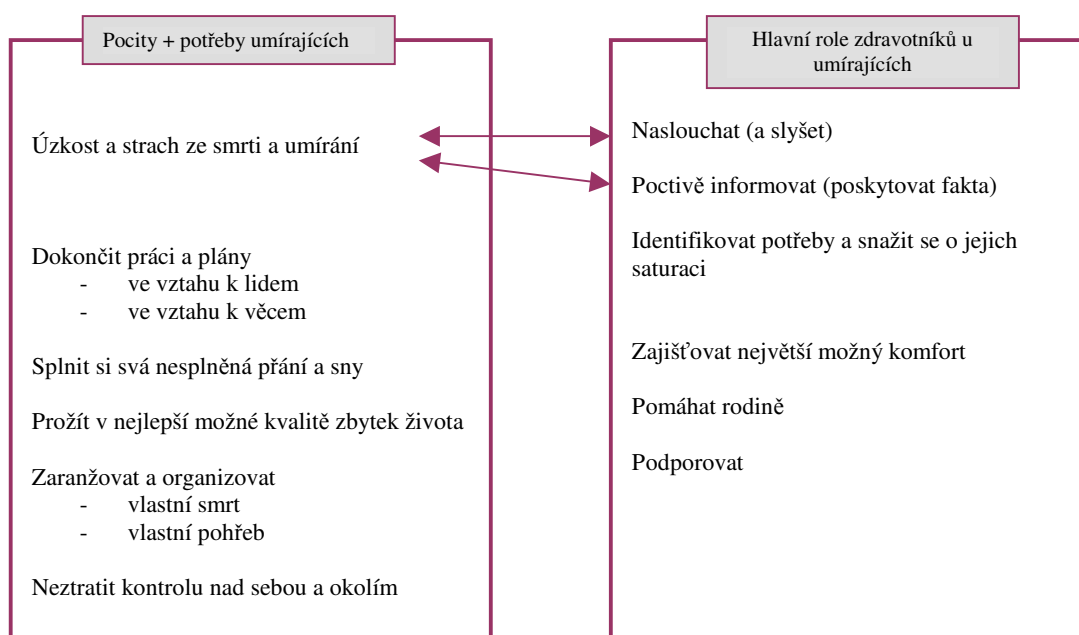 Pocity + potřeby umírajících
Úzkost a strach ze smrti a umírání
Dokončit práci a plány
- ve vztahu k lidem
- ve vztahu k věcem
Splnit si svá nesplněná přání a sny
Prožít v nejlepší možné kvalitě zbytek života
Zaranžovat a organizovat
- vlastní smrt
- vlastní pohřeb
Neztratit kontrolu nad sebou a okolím
Hlavní role zdravotníků u
umírajících
Naslouchat (a slyšet)
Poctivě informovat (poskytovat fakta)
Identifikovat potřeby a snažit se o jejich
saturaci
Zajišťovat největší možný komfort
Pomáhat rodině
Podporovat